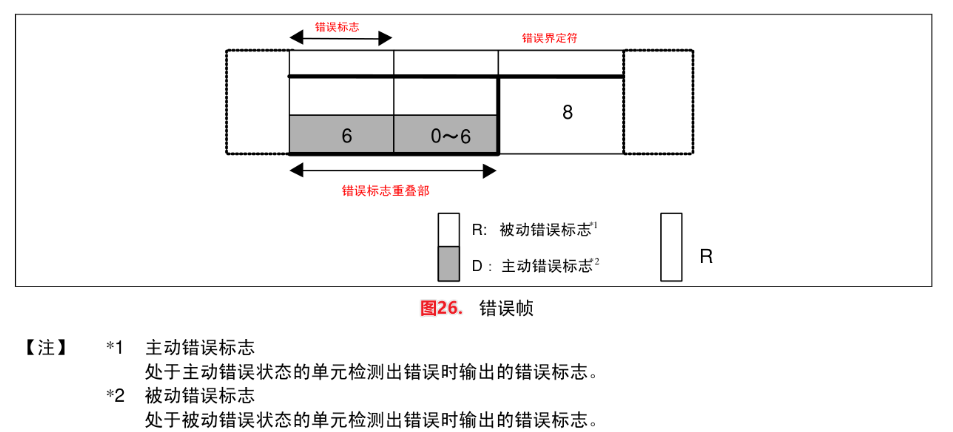 错误标志
错误界定符
6
0～6
8
错误标志重叠部
R: 被动错误标志*1
D : 主动错误标志*2
R
图26. 错误帧
【注】 *1 主动错误标志
处于主动错误状态的单元检测出错误时输出的错误标志。
*2 被动错误标志
处于被动错误状态的单元检测出错误时输出的错误标志。